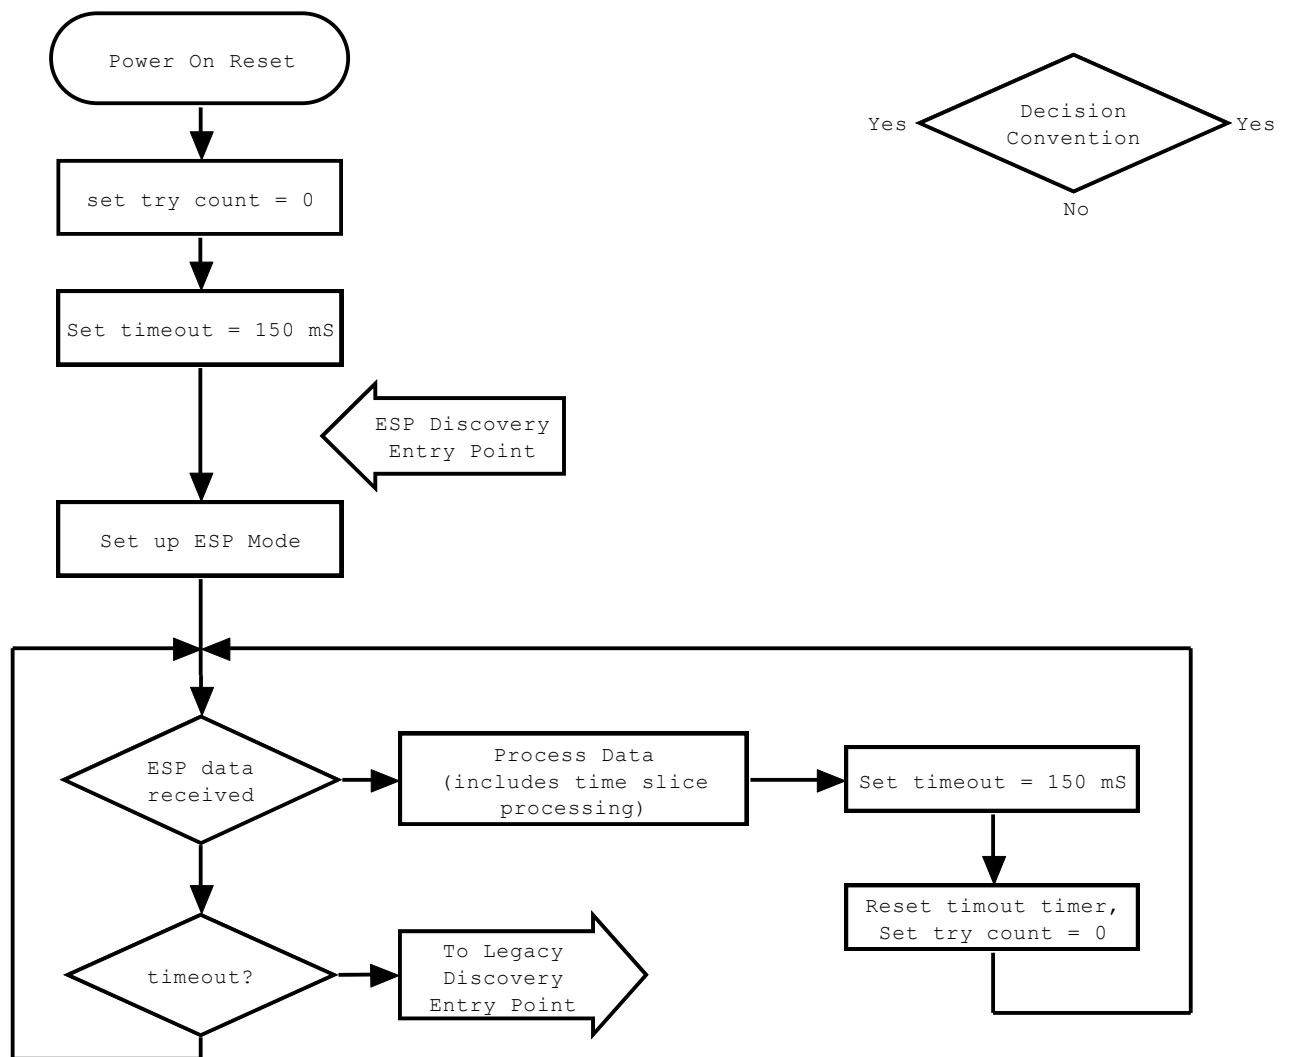 Power On Reset
Decision
Convention
Yes
Yes
No
set try count = 0
Set timeout = 150 mS
ESP Discovery
Entry Point
Set up ESP Mode
ESP data
received
Process Data
(includes time slice
processing)
Set timeout = 150 mS
Reset timout timer,
Set try count = 0
timeout?
To Legacy
Discovery
Entry Point